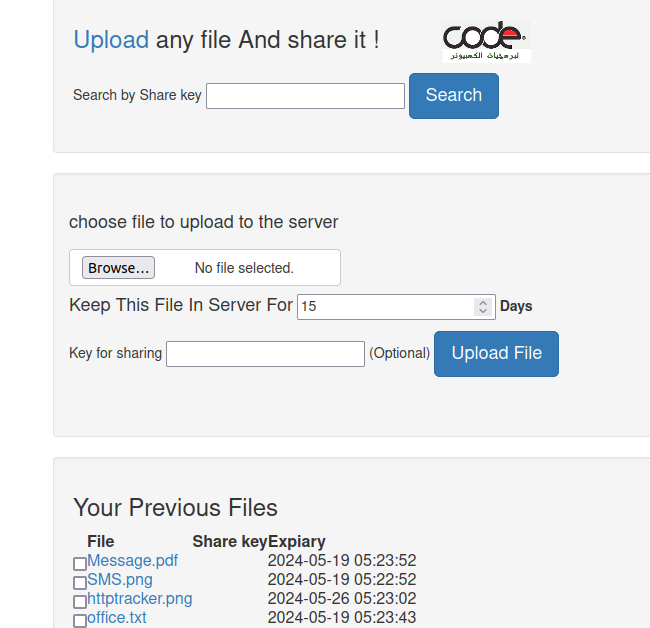 Upload any file And share it !
code
لبرمجيات الكمبيوتر
Search by Share key
Search
choose file to upload to the server
Browse... No file selected.
Keep This File In Server For 15 Days
Key for sharing (Optional) Upload File
Your Previous Files
File Share key Expiary
Message.pdf 2024-05-19 05:23:52
SMS.png 2024-05-19 05:22:52
httptracker.png 2024-05-26 05:23:02
office.txt 2024-05-19 05:23:43